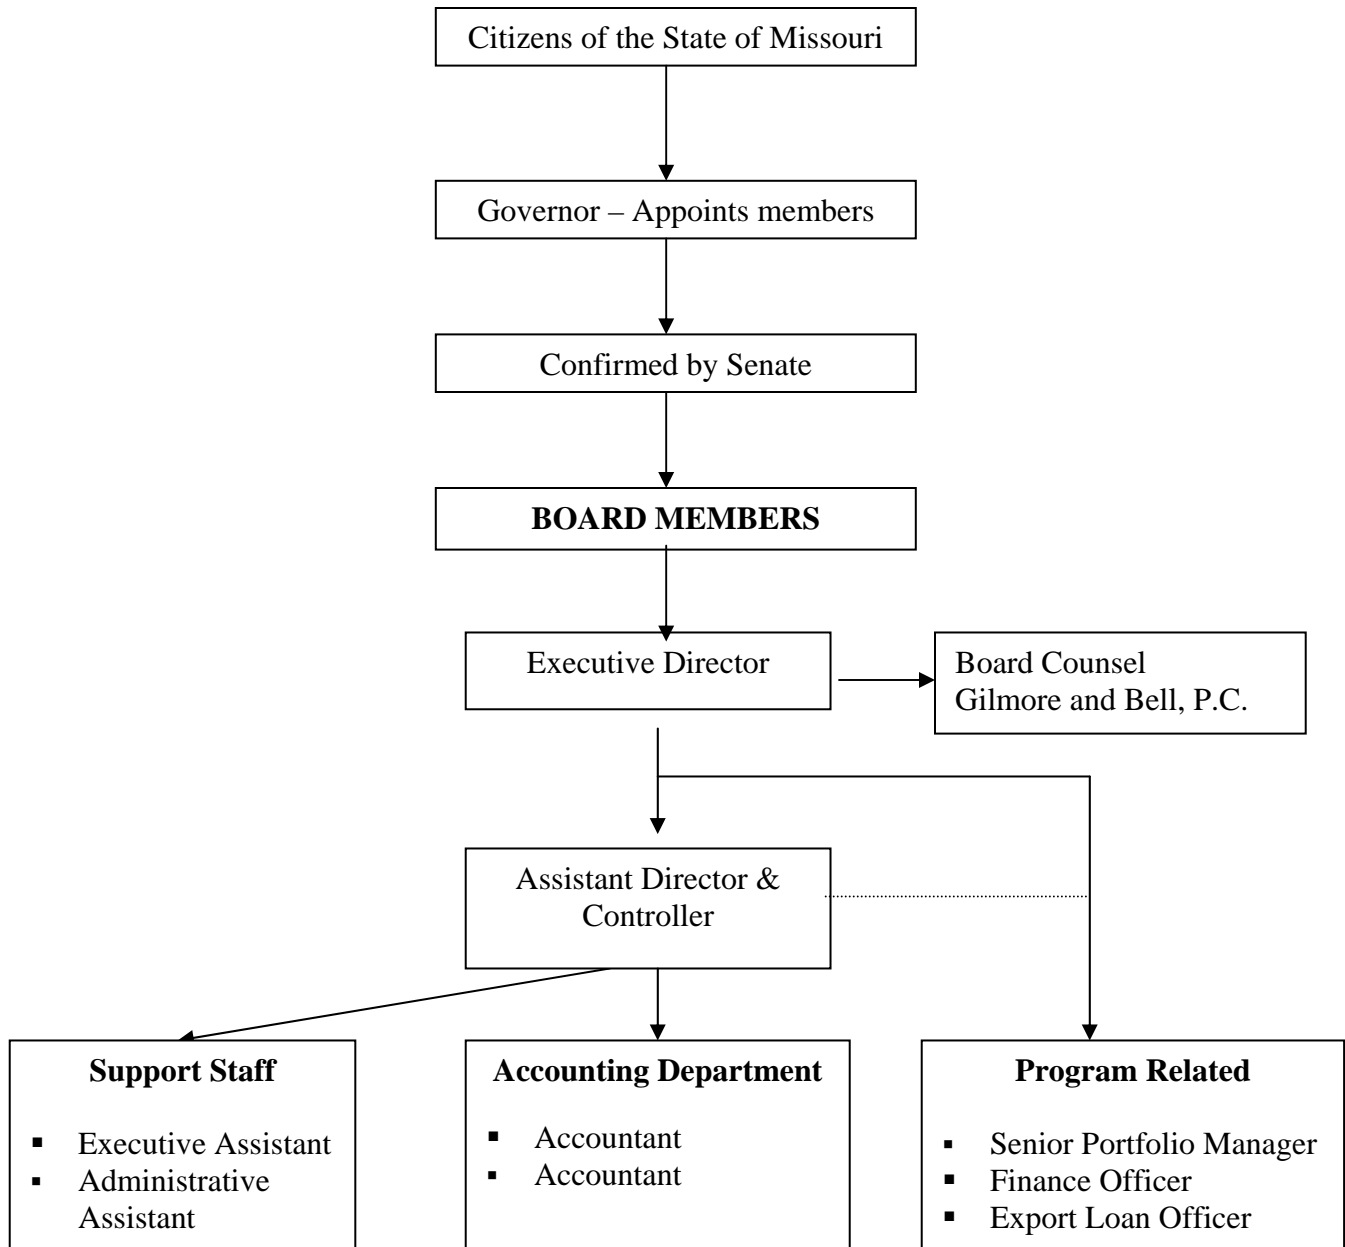 Citizens of the State of Missouri
Governor – Appoints members
Confirmed by Senate
BOARD MEMBERS
Executive Director
Board Counsel
Gilmore and Bell, P.C.
Assistant Director &
Controller
Support Staff
▪ Executive Assistant
▪ Administrative
Assistant
Accounting Department
▪ Accountant
▪ Accountant
Program Related
▪ Senior Portfolio Manager
▪ Finance Officer
▪ Export Loan Officer